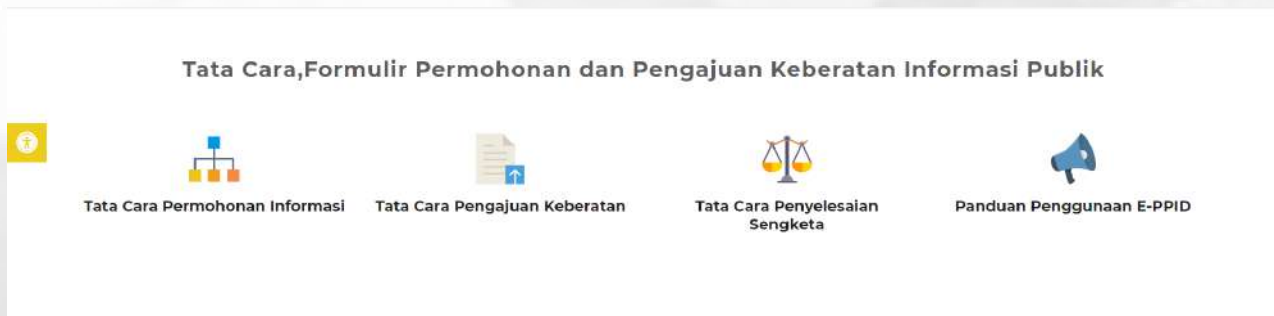 Tata Cara,Formulir Permohonan dan Pengajuan Keberatan Informasi Publik
Tata Cara Permohonan Informasi
Tata Cara Pengajuan Keberatan
Tata Cara Penyelesaian
Sengketa
Panduan Penggunaan E-PPID